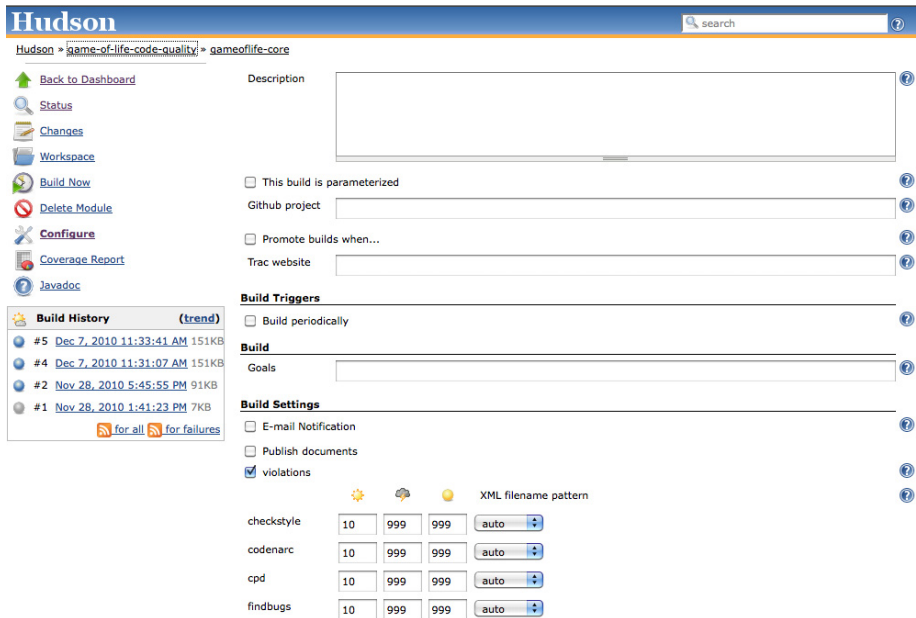 Hudson
search
Hudson » game-of-life-code-quality » gameoflife-core
Back to Dashboard
Status
Changes
Workspace
Build Now
Delete Module
Configure
Coverage Report
Javadoc
Build History (trend)
#5 Dec 7, 2010 11:33:41 AM 151KB
#4 Dec 7, 2010 11:31:07 AM 151KB
#2 Nov 28, 2010 5:45:55 PM 91KB
#1 Nov 28, 2010 1:41:23 PM 7KB
for all for failures
Description
This build is parameterized
Github project
Promote builds when...
Trac website
Build Triggers
Build periodically
Build
Goals
Build Settings
E-mail Notification
Publish documents
violations
XML filename pattern
checkstyle 10 999 999 auto
codenarc 10 999 999 auto
cpd 10 999 999 auto
findbugs 10 999 999 auto